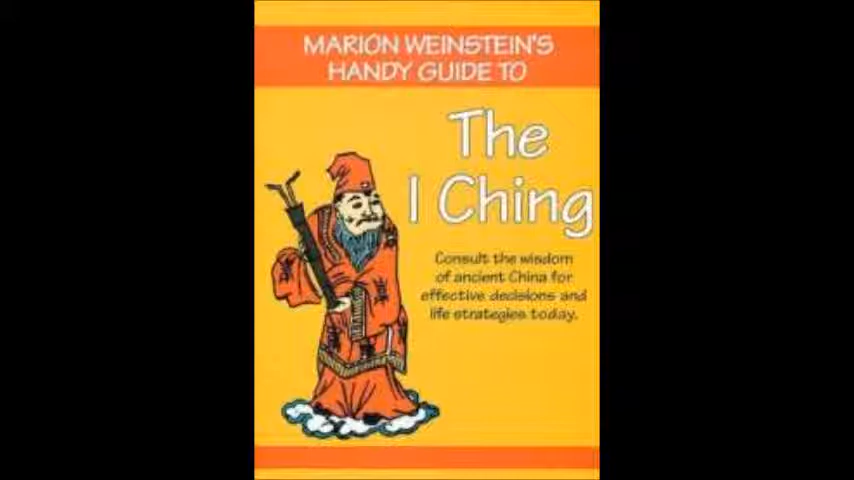 MARION WEINSTEIN'S
HANDY GUIDE TO
The
I Ching
Consult the wisdom
of ancient China for
effective decisions and
life strategies today.